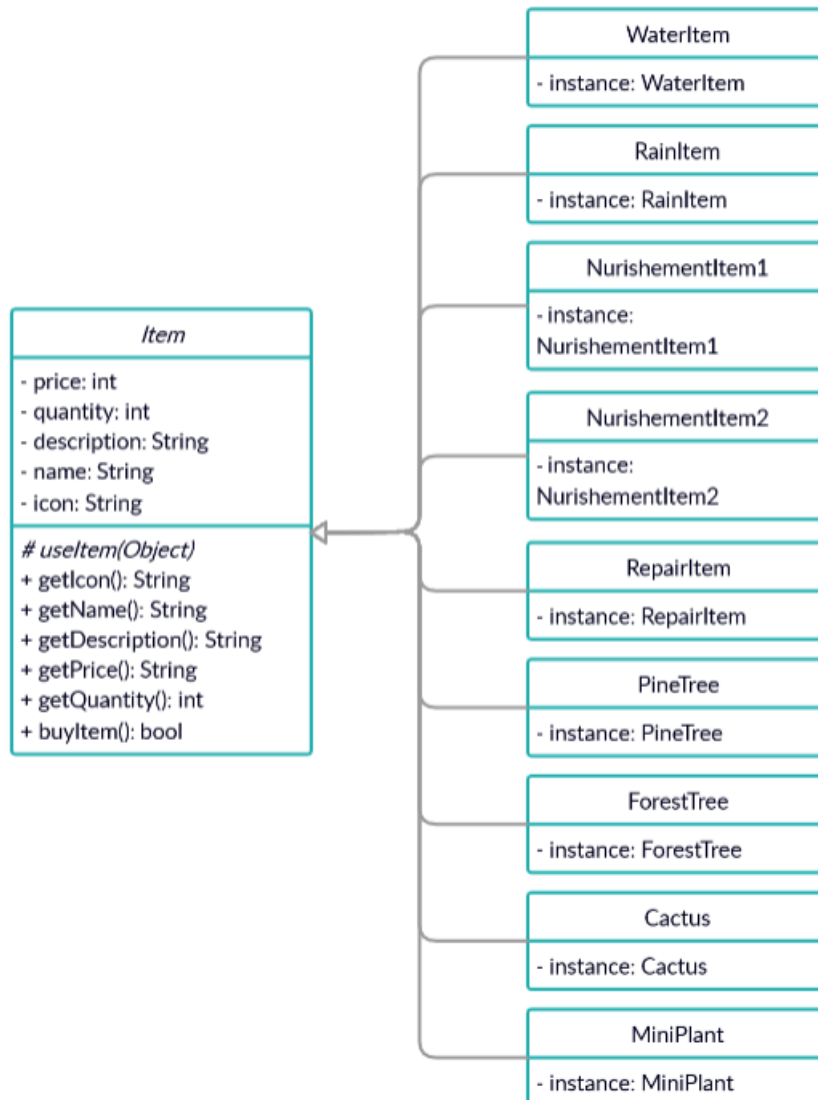 Item
- price: int
- quantity: int
- description: String
- name: String
- icon: String
# useItem(Object)
+ getIcon(): String
+ getName(): String
+ getDescription(): String
+ getPrice(): String
+ getQuantity(): int
+ buyItem(): bool
WaterItem
- instance: WaterItem
RainItem
- instance: RainItem
NurishementItem1
- instance:
NurishementItem1
NurishementItem2
- instance:
NurishementItem2
RepairItem
- instance: RepairItem
PineTree
- instance: PineTree
ForestTree
- instance: ForestTree
Cactus
- instance: Cactus
MiniPlant
- instance: MiniPlant